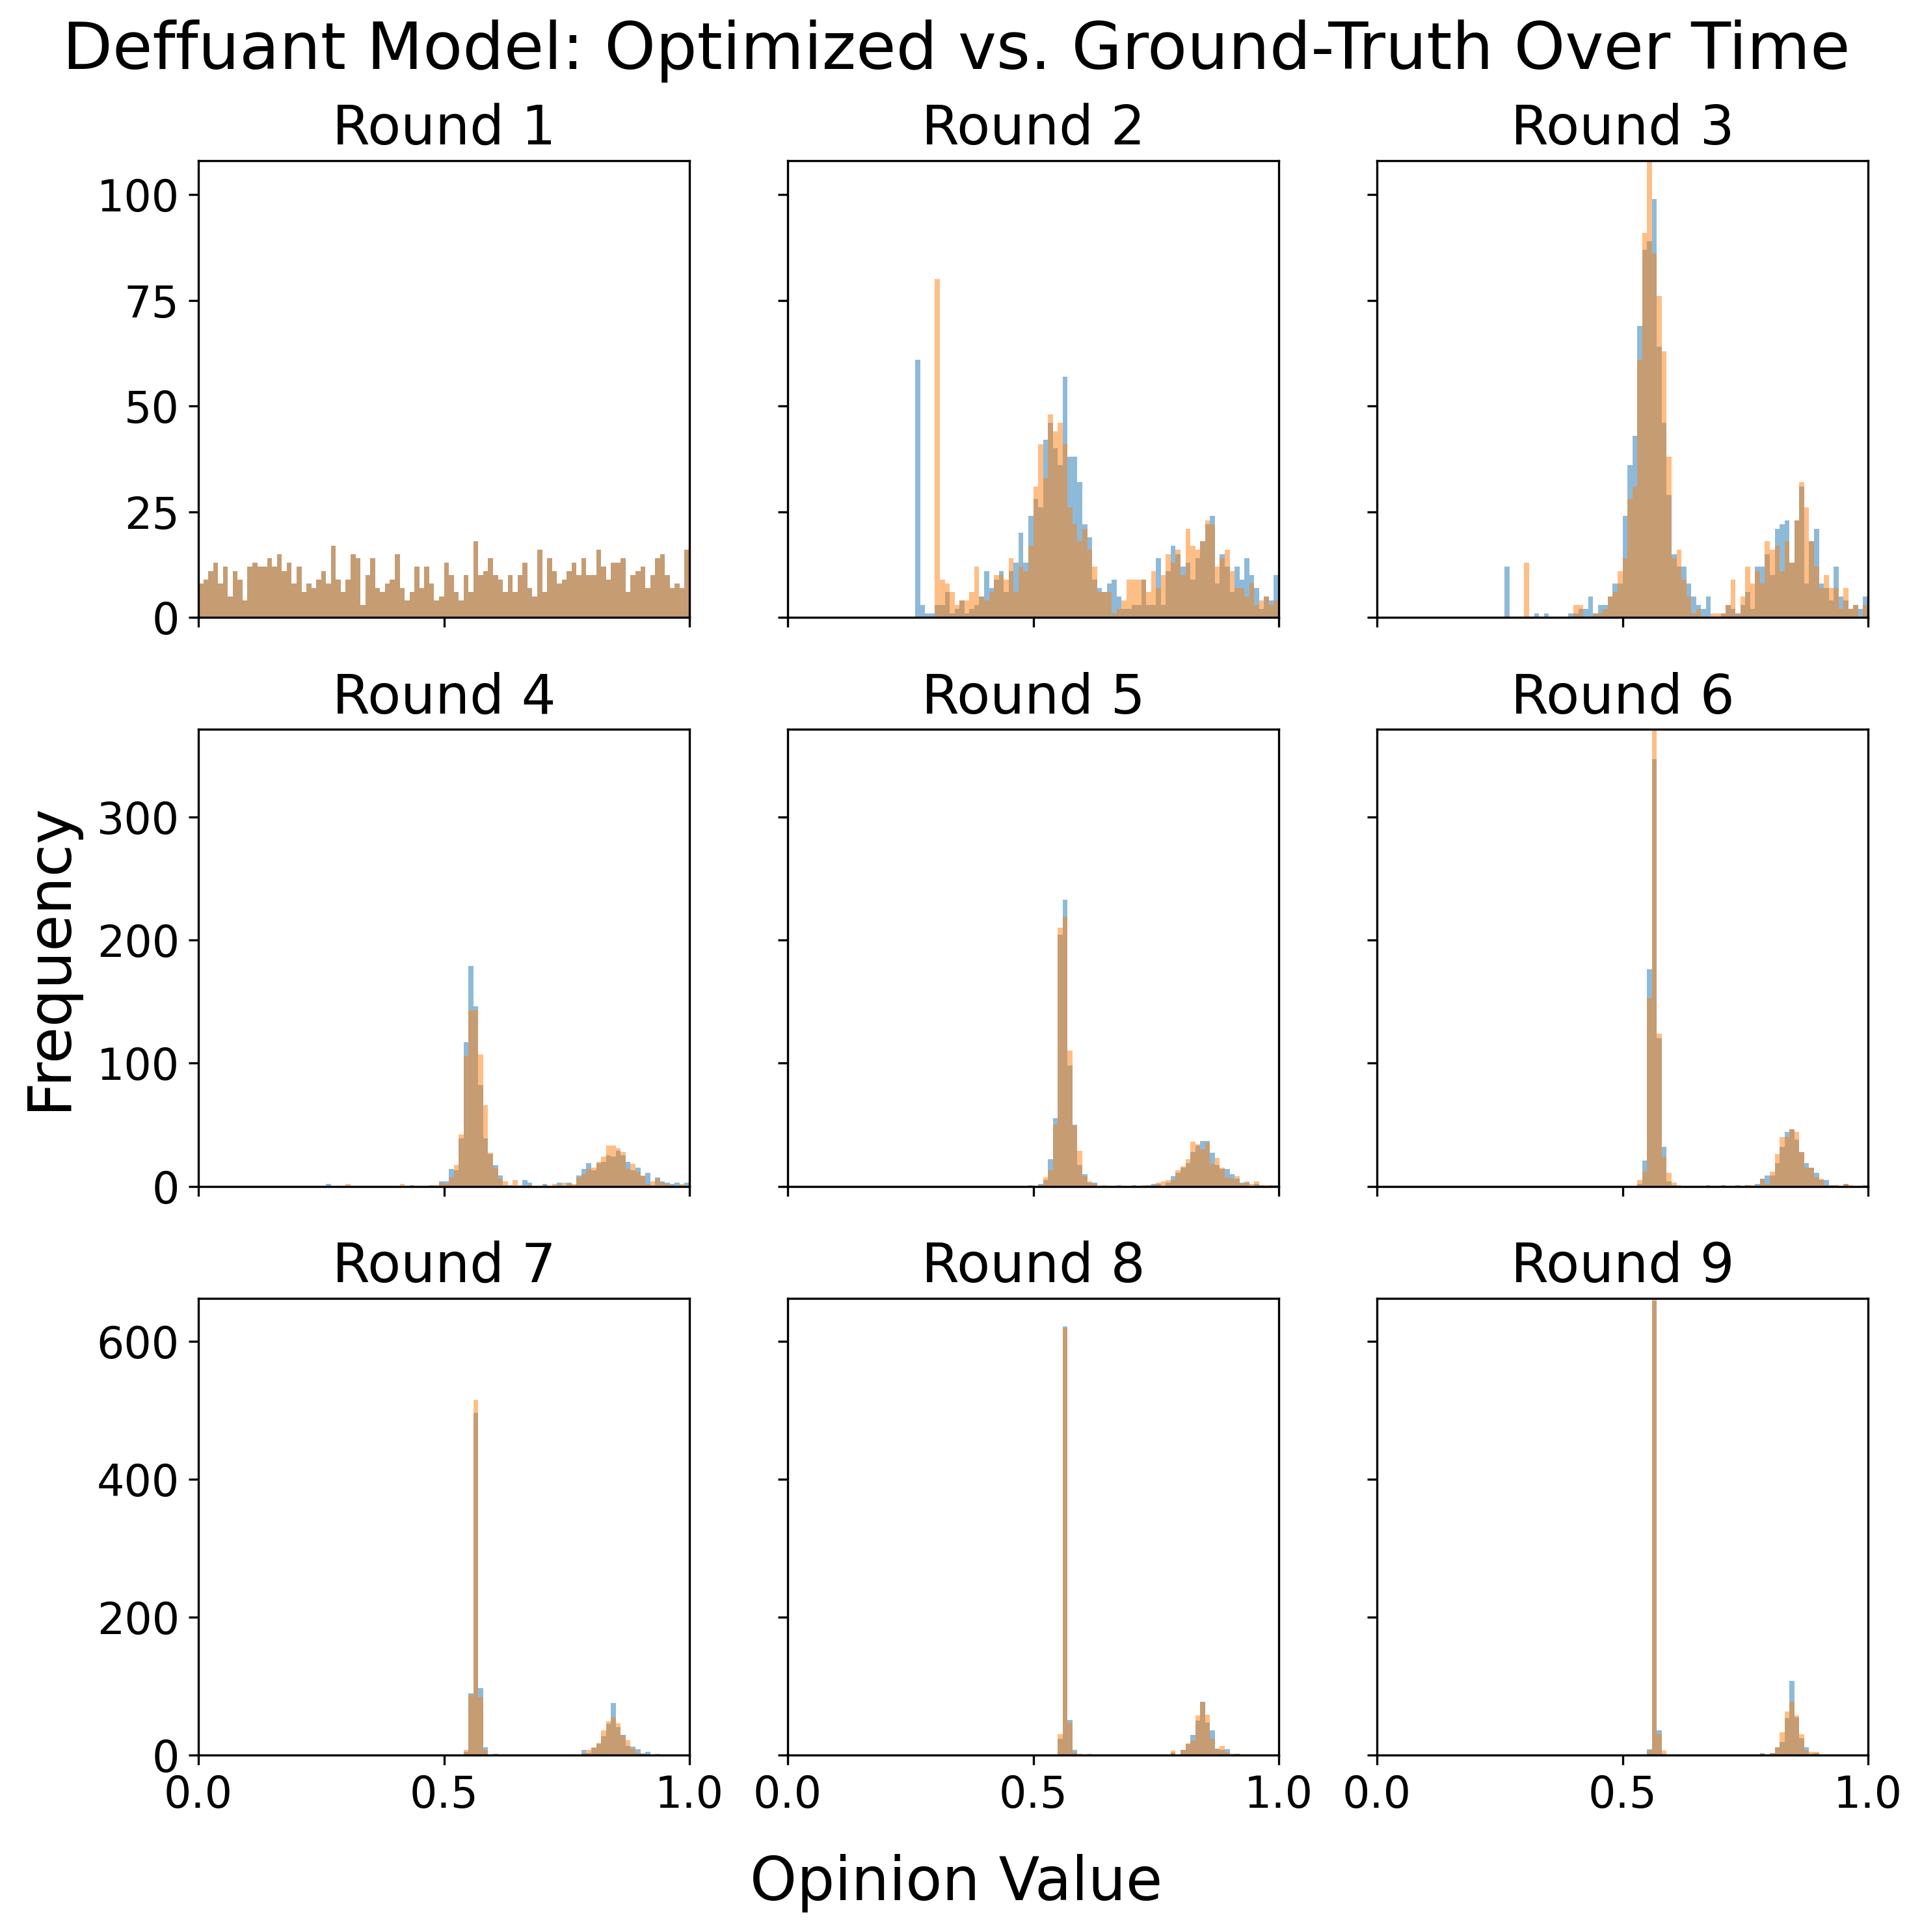 Deffuant Model: Optimized vs. Ground-Truth Over Time
Round 1
Round 2
Round 3
100
75
50
25
0
Round 4
Round 5
Round 6
300
200
100
0
Frequency
Round 7
Round 8
Round 9
600
400
200
0
0.0 0.5 1.0 0.0 0.5 1.0 0.0 0.5 1.0
Opinion Value